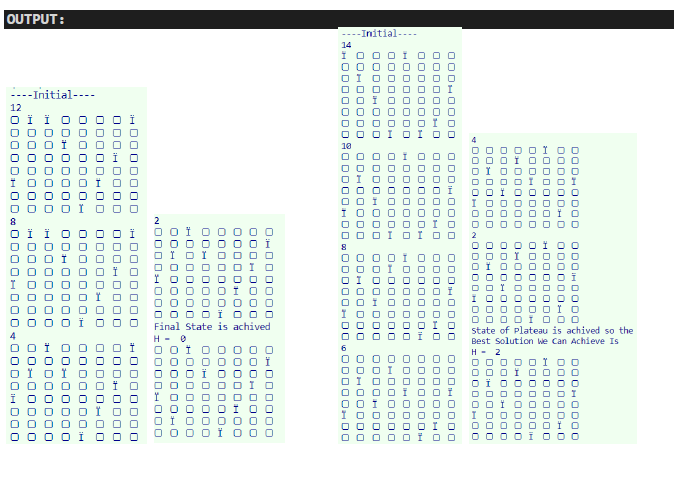 OUTPUT:
----Initial----
12
▢ Ï Ï ▢ ▢ ▢ ▢ Ï
▢ ▢ ▢ ▢ ▢ ▢ ▢ ▢
▢ ▢ ▢ Ï ▢ ▢ ▢ ▢
▢ ▢ ▢ ▢ ▢ ▢ Ï ▢
▢ ▢ ▢ ▢ ▢ ▢ ▢ ▢
Ï ▢ ▢ ▢ ▢ Ï ▢ ▢
▢ ▢ ▢ ▢ ▢ ▢ ▢ ▢
▢ ▢ ▢ ▢ Ï ▢ ▢ ▢
8
▢ Ï Ï ▢ ▢ ▢ ▢ Ï
▢ ▢ ▢ ▢ ▢ ▢ ▢ ▢
▢ ▢ ▢ Ï ▢ ▢ ▢ ▢
▢ ▢ ▢ ▢ ▢ ▢ Ï ▢
Ï ▢ ▢ ▢ ▢ ▢ ▢ ▢
▢ ▢ ▢ ▢ ▢ Ï ▢ ▢
▢ ▢ ▢ ▢ ▢ ▢ ▢ ▢
▢ ▢ ▢ ▢ Ï ▢ ▢ ▢
4
▢ ▢ Ï ▢ ▢ ▢ ▢ Ï
▢ ▢ ▢ ▢ ▢ ▢ ▢ ▢
▢ Ï ▢ Ï ▢ ▢ ▢ ▢
▢ ▢ ▢ ▢ ▢ ▢ Ï ▢
Ï ▢ ▢ ▢ ▢ ▢ ▢ ▢
▢ ▢ ▢ ▢ ▢ Ï ▢ ▢
▢ ▢ ▢ ▢ ▢ ▢ ▢ ▢
▢ ▢ ▢ ▢ Ï ▢ ▢ ▢
2
▢ ▢ Ï ▢ ▢ ▢ ▢ ▢
▢ ▢ ▢ ▢ ▢ ▢ ▢ Ï
▢ Ï ▢ Ï ▢ ▢ ▢ ▢
▢ ▢ ▢ ▢ ▢ ▢ Ï ▢
Ï ▢ ▢ ▢ ▢ ▢ ▢ ▢
▢ ▢ ▢ ▢ ▢ Ï ▢ ▢
▢ ▢ ▢ ▢ ▢ ▢ ▢ ▢
▢ ▢ ▢ ▢ Ï ▢ ▢ ▢
Final State is achived
H = 0
▢ ▢ Ï ▢ ▢ ▢ ▢ ▢
▢ ▢ ▢ ▢ ▢ ▢ ▢ Ï
▢ ▢ ▢ Ï ▢ ▢ ▢ ▢
▢ ▢ ▢ ▢ ▢ ▢ Ï ▢
Ï ▢ ▢ ▢ ▢ ▢ ▢ ▢
▢ ▢ ▢ ▢ ▢ Ï ▢ ▢
▢ Ï ▢ ▢ ▢ ▢ ▢ ▢
▢ ▢ ▢ ▢ Ï ▢ ▢ ▢
----Initial----
14
Ï ▢ ▢ ▢ Ï ▢ ▢ ▢
▢ ▢ ▢ ▢ ▢ ▢ ▢ ▢
▢ Ï ▢ ▢ ▢ ▢ ▢ ▢
▢ ▢ ▢ ▢ ▢ ▢ ▢ Ï
▢ ▢ Ï ▢ ▢ ▢ ▢ ▢
▢ ▢ ▢ ▢ ▢ ▢ ▢ ▢
▢ ▢ ▢ ▢ ▢ ▢ Ï ▢
▢ ▢ ▢ Ï ▢ Ï ▢ ▢
10
▢ ▢ ▢ ▢ Ï ▢ ▢ ▢
▢ ▢ ▢ ▢ ▢ ▢ ▢ ▢
▢ Ï ▢ ▢ ▢ ▢ ▢ ▢
▢ ▢ ▢ ▢ ▢ ▢ ▢ Ï
▢ ▢ Ï ▢ ▢ ▢ ▢ ▢
Ï ▢ ▢ ▢ ▢ ▢ ▢ ▢
▢ ▢ ▢ ▢ ▢ ▢ Ï ▢
▢ ▢ ▢ Ï ▢ Ï ▢ ▢
8
▢ ▢ ▢ ▢ Ï ▢ ▢ ▢
▢ ▢ ▢ Ï ▢ ▢ ▢ ▢
▢ Ï ▢ ▢ ▢ ▢ ▢ ▢
▢ ▢ ▢ ▢ ▢ ▢ ▢ Ï
▢ ▢ Ï ▢ ▢ ▢ ▢ ▢
Ï ▢ ▢ ▢ ▢ ▢ ▢ ▢
▢ ▢ ▢ ▢ ▢ ▢ Ï ▢
▢ ▢ ▢ ▢ ▢ Ï ▢ ▢
6
▢ ▢ ▢ ▢ ▢ ▢ ▢ ▢
▢ ▢ ▢ Ï ▢ ▢ ▢ ▢
▢ Ï ▢ ▢ ▢ ▢ ▢ ▢
▢ ▢ ▢ ▢ Ï ▢ ▢ Ï
▢ ▢ Ï ▢ ▢ ▢ ▢ ▢
Ï ▢ ▢ ▢ ▢ ▢ ▢ ▢
▢ ▢ ▢ ▢ ▢ ▢ Ï ▢
▢ ▢ ▢ ▢ ▢ Ï ▢ ▢
4
▢ ▢ ▢ ▢ ▢ Ï ▢ ▢
▢ ▢ ▢ Ï ▢ ▢ ▢ ▢
▢ Ï ▢ ▢ ▢ ▢ ▢ ▢
▢ ▢ ▢ ▢ Ï ▢ ▢ Ï
▢ ▢ Ï ▢ ▢ ▢ ▢ ▢
Ï ▢ ▢ ▢ ▢ ▢ ▢ ▢
▢ ▢ ▢ ▢ ▢ ▢ Ï ▢
▢ ▢ ▢ ▢ ▢ ▢ ▢ ▢
2
▢ ▢ ▢ ▢ ▢ Ï ▢ ▢
▢ ▢ ▢ Ï ▢ ▢ ▢ ▢
▢ Ï ▢ ▢ ▢ ▢ ▢ ▢
▢ ▢ ▢ ▢ ▢ ▢ ▢ Ï
▢ ▢ Ï ▢ ▢ ▢ ▢ ▢
Ï ▢ ▢ ▢ ▢ ▢ ▢ ▢
▢ ▢ ▢ ▢ ▢ ▢ Ï ▢
▢ ▢ ▢ ▢ Ï ▢ ▢ ▢
State of Plateau is achived so the
Best Solution We Can Achieve Is
H = 2
▢ ▢ ▢ ▢ ▢ Ï ▢ ▢
▢ ▢ ▢ Ï ▢ ▢ ▢ ▢
▢ Ï ▢ ▢ ▢ ▢ ▢ ▢
▢ ▢ ▢ ▢ ▢ ▢ ▢ Ï
▢ ▢ Ï ▢ ▢ ▢ ▢ ▢
Ï ▢ ▢ ▢ ▢ ▢ ▢ ▢
▢ ▢ ▢ ▢ ▢ ▢ Ï ▢
▢ ▢ ▢ ▢ Ï ▢ ▢ ▢